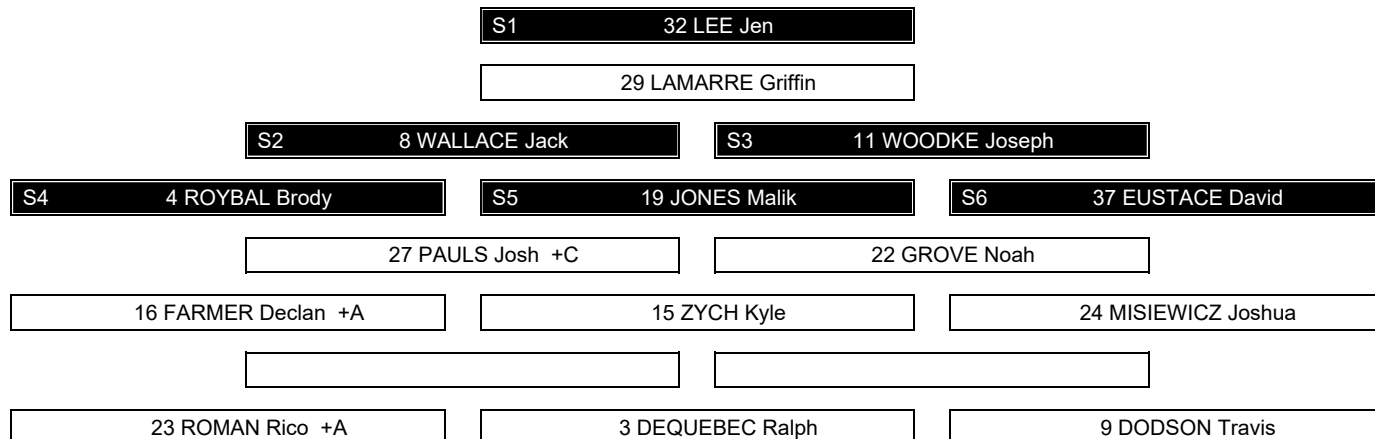 S1 32 LEE Jen
29 LAMARRE Griffin
S2 8 WALLACE Jack S3 11 WOODKE Joseph
S4 4 ROYBAL Brody S5 19 JONES Malik S6 37 EUSTACE David
27 PAULS Josh +C 22 GROVE Noah
16 FARMER Declan +A 15 ZYCH Kyle 24 MISIEWICZ Joshua
23 ROMAN Rico +A 3 DEQUEBEC Ralph 9 DODSON Travis